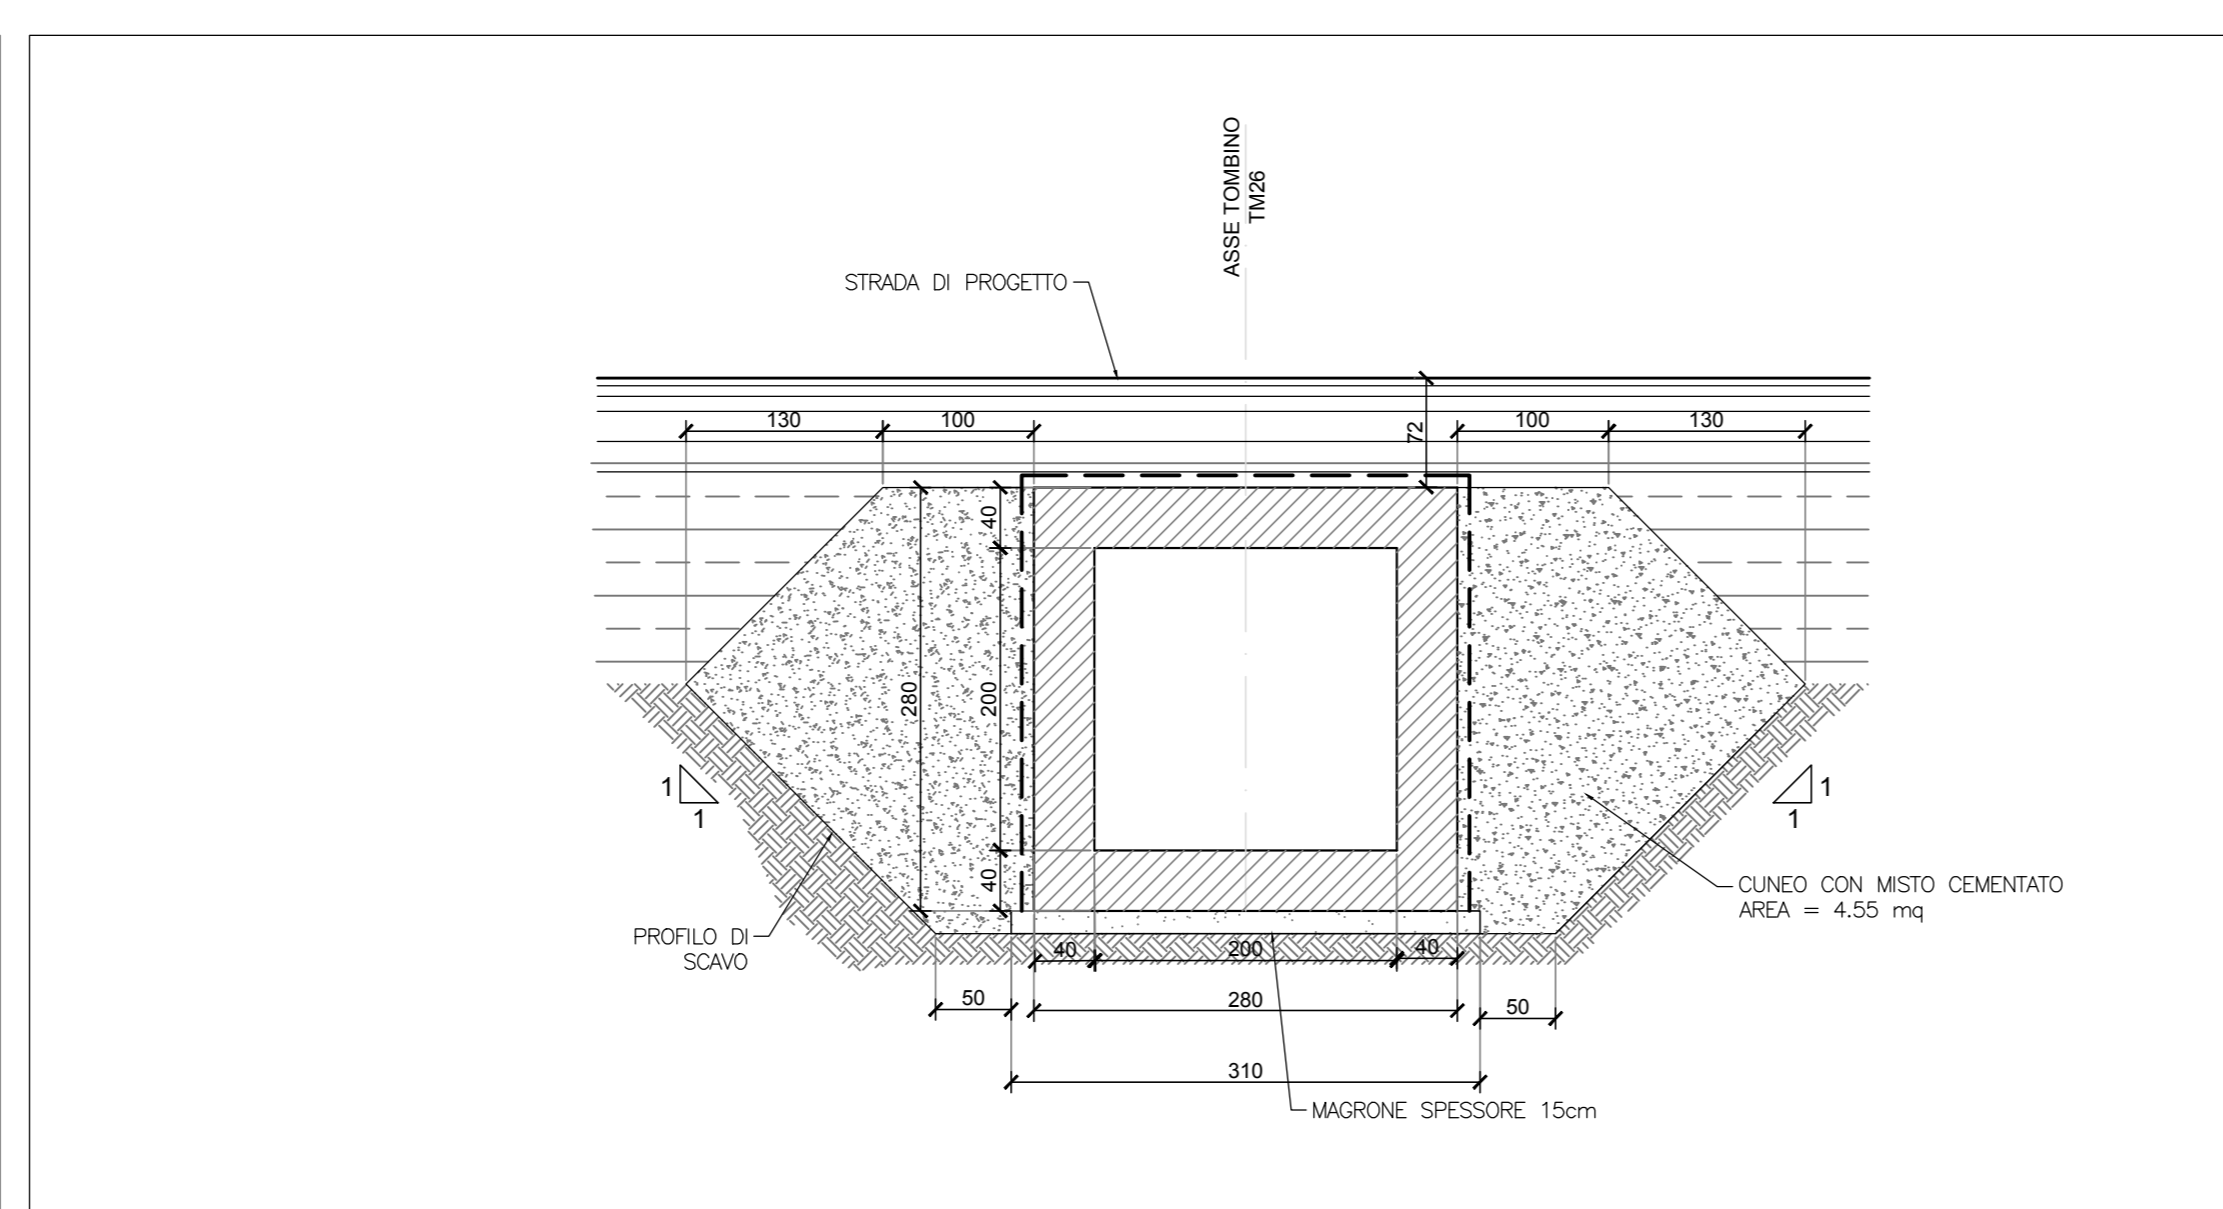 ASSE TOMBINO
TM26
STRADA DI PROGETTO
130
100
72
100
130
40
280
200
40
1
1
1
1
CUNEO CON MISTO CEMENTATO
AREA = 4.55 mq
PROFILO DI
SCAVO
40
200
40
50
280
50
310
MAGRONE SPESSORE 15cm